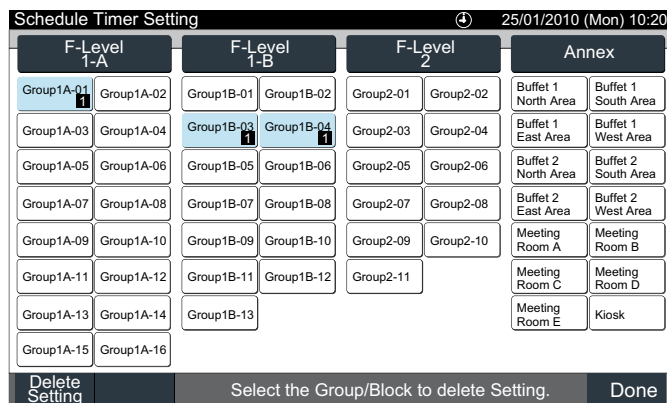 Schedule Timer Setting 25/01/2010 (Mon) 10:20
F-Level
1-A
F-Level
1-B
F-Level
2
Annex
Group1A-01
1
Group1A-02
Group1B-01
Group1B-02
Group2-01
Group2-02
Buffet 1
North Area
Buffet 1
South Area
Group1A-03
Group1A-04
Group1B-03
1
Group1B-04
1
Group2-03
Group2-04
Buffet 1
East Area
Buffet 1
West Area
Group1A-05
Group1A-06
Group1B-05
Group1B-06
Group2-05
Group2-06
Buffet 2
North Area
Buffet 2
South Area
Group1A-07
Group1A-08
Group1B-07
Group1B-08
Group2-07
Group2-08
Buffet 2
East Area
Buffet 2
West Area
Group1A-09
Group1A-10
Group1B-09
Group1B-10
Group2-09
Group2-10
Meeting
Room A
Meeting
Room B
Group1A-11
Group1A-12
Group1B-11
Group1B-12
Group2-11
Meeting
Room C
Meeting
Room D
Group1A-13
Group1A-14
Group1B-13
Meeting
Room E
Kiosk
Group1A-15
Group1A-16
Delete
Setting
Select the Group/Block to delete Setting.
Done